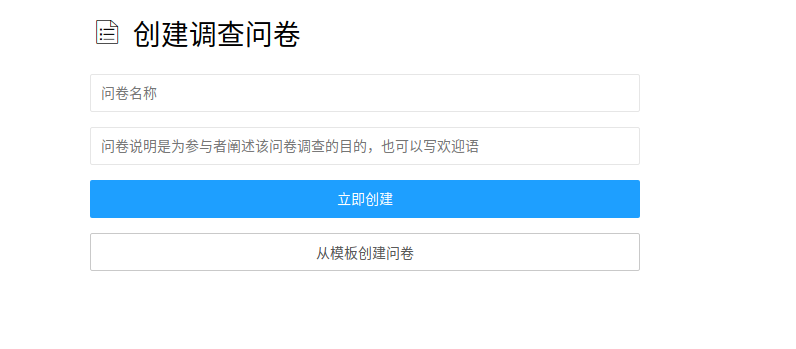 创建调查问卷
问卷名称
问卷说明是为参与者阐述该问卷调查的目的，也可以写欢迎语
立即创建
从模板创建问卷